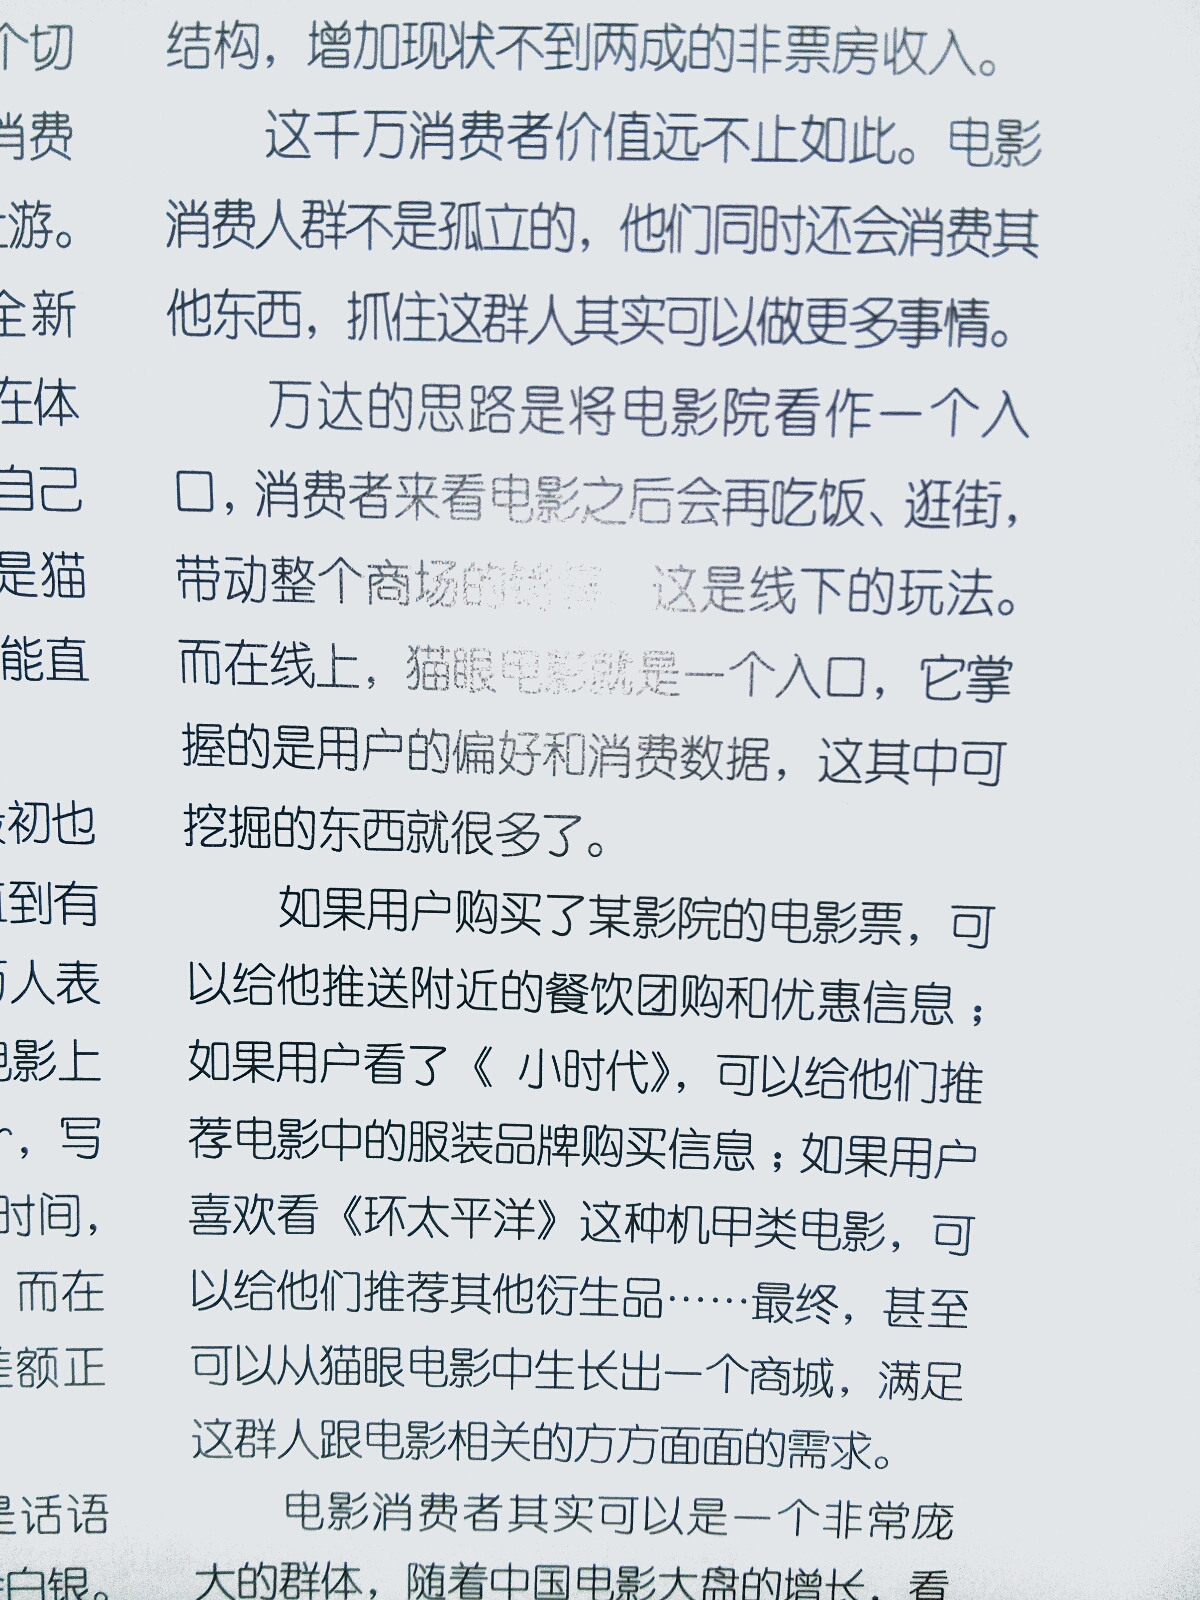 个切
消费
上游。
全新
在体
自己
是猫
能直
初也
到有
万人表
电影上
，写
时间，
而在
差额正
是话语
白银。
结构，增加现状不到两成的非票房收入。
这千万消费者价值远不止如此。电影
消费人群不是孤立的，他们同时还会消费其
他东西，抓住这群人其实可以做更多事情。
万达的思路是将电影院看作一个入
口，消费者来看电影之后会再吃饭、逛街，
带动整个商场的 这是线下的玩法。
而在线上，猫眼电影就是一个入口，它掌
握的是用户的偏好和消费数据，这其中可
挖掘的东西就很多了。
如果用户购买了某影院的电影票，可
以给他推送附近的餐饮团购和优惠信息；
如果用户看了《 小时代》，可以给他们推
荐电影中的服装品牌购买信息；如果用户
喜欢看《环太平洋》这种机甲类电影，可
以给他们推荐其他衍生品……最终，甚至
可以从猫眼电影中生长出一个商城，满足
这群人跟电影相关的方方面面的需求。
电影消费者其实可以是一个非常庞
大的群体，随着中国电影大盘的增长，看